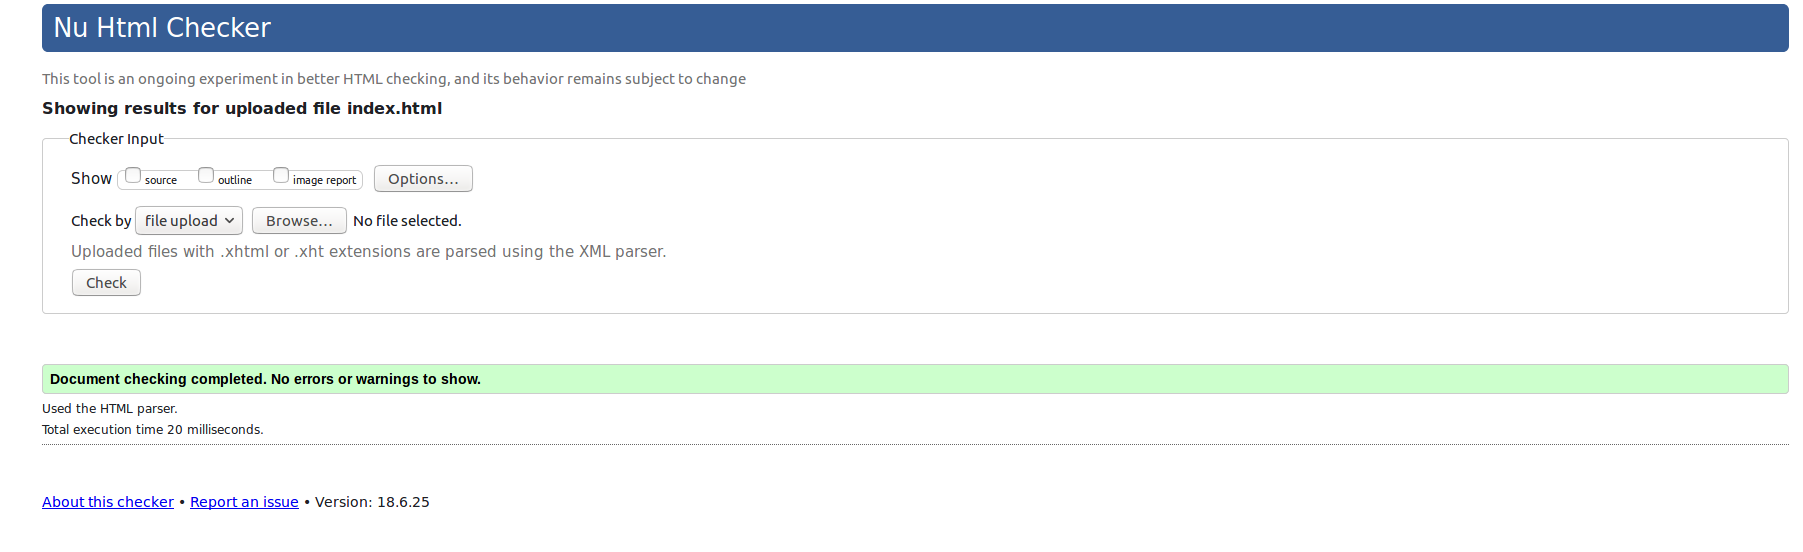 Nu Html Checker
This tool is an ongoing experiment in better HTML checking, and its behavior remains subject to change
Showing results for uploaded file index.html
Checker Input
Show source outline image report Options...
Check by file upload Browse... No file selected.
Uploaded files with .xhtml or .xht extensions are parsed using the XML parser.
Check
Document checking completed. No errors or warnings to show.
Used the HTML parser.
Total execution time 20 milliseconds.
About this checker • Report an issue • Version: 18.6.25